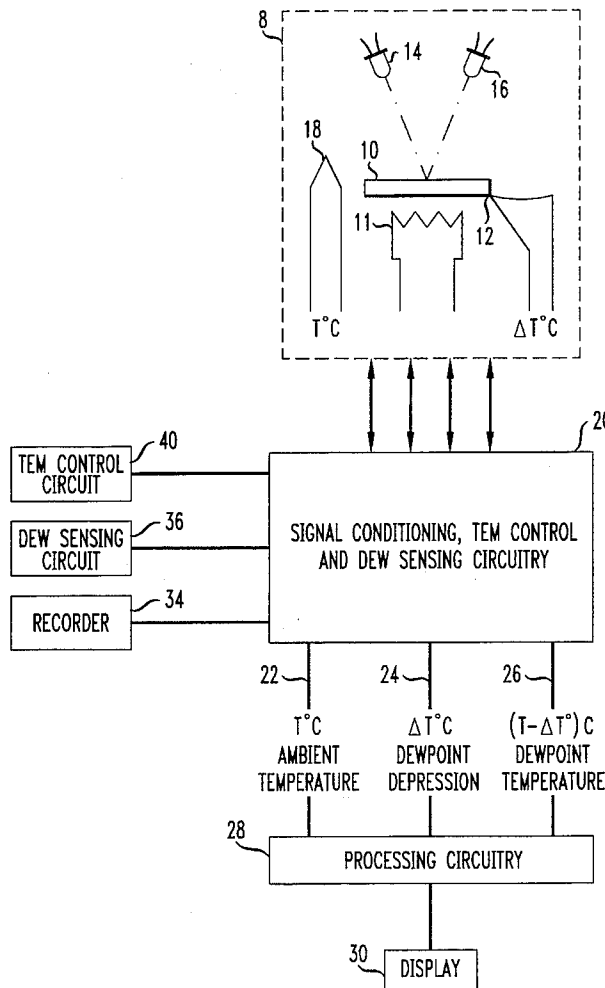 8
14
16
18
10
11
12
T°C
ΔT°C
40
TEM CONTROL
CIRCUIT
36
DEW SENSING
CIRCUIT
34
RECORDER
20
SIGNAL CONDITIONING, TEM CONTROL
AND DEW SENSING CIRCUITRY
22
24
26
T°C
AMBIENT
TEMPERATURE
ΔT°C
DEWPOINT
DEPRESSION
(T-ΔT°)C
DEWPOINT
TEMPERATURE
28
PROCESSING CIRCUITRY
30
DISPLAY